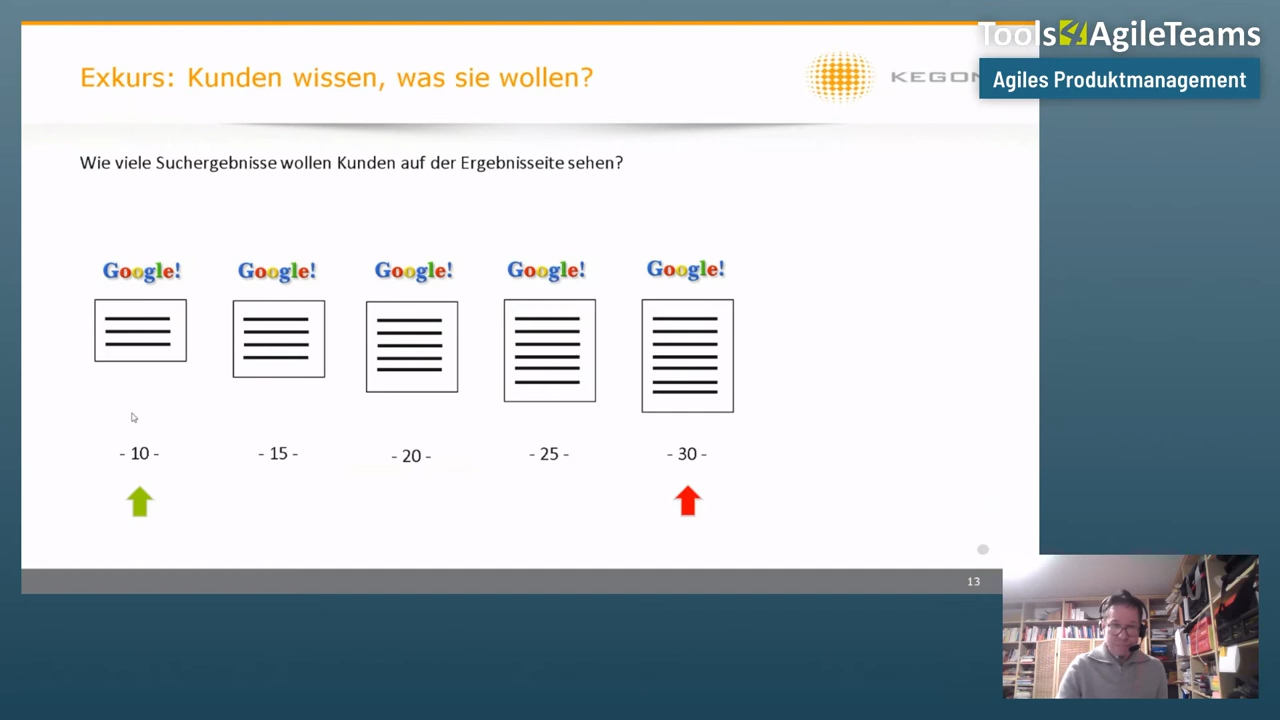 Tools4AgileTeams
Exkurs: Kunden wissen, was sie wollen?
KEGON
Agiles Produktmanagement
Wie viele Suchergebnisse wollen Kunden auf der Ergebnisseite sehen?
Google! Google! Google! Google! Google!
- 10 - - 15 - - 20 - - 25 - - 30 -
13